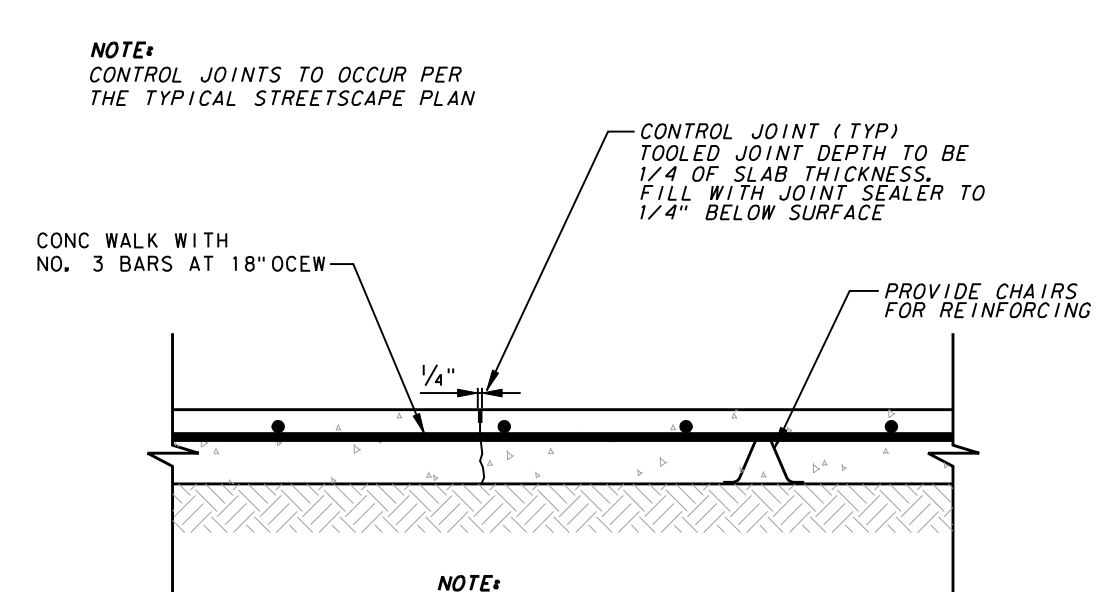 NOTE:
CONTROL JOINTS TO OCCUR PER
THE TYPICAL STREETSCAPE PLAN
CONTROL JOINT (TYP)
TOOLED JOINT DEPTH TO BE
1/4 OF SLAB THICKNESS.
FILL WITH JOINT SEALER TO
1/4" BELOW SURFACE
CONC WALK WITH
NO. 3 BARS AT 18"OCEW
PROVIDE CHAIRS
FOR REINFORCING
1/4"
NOTE: